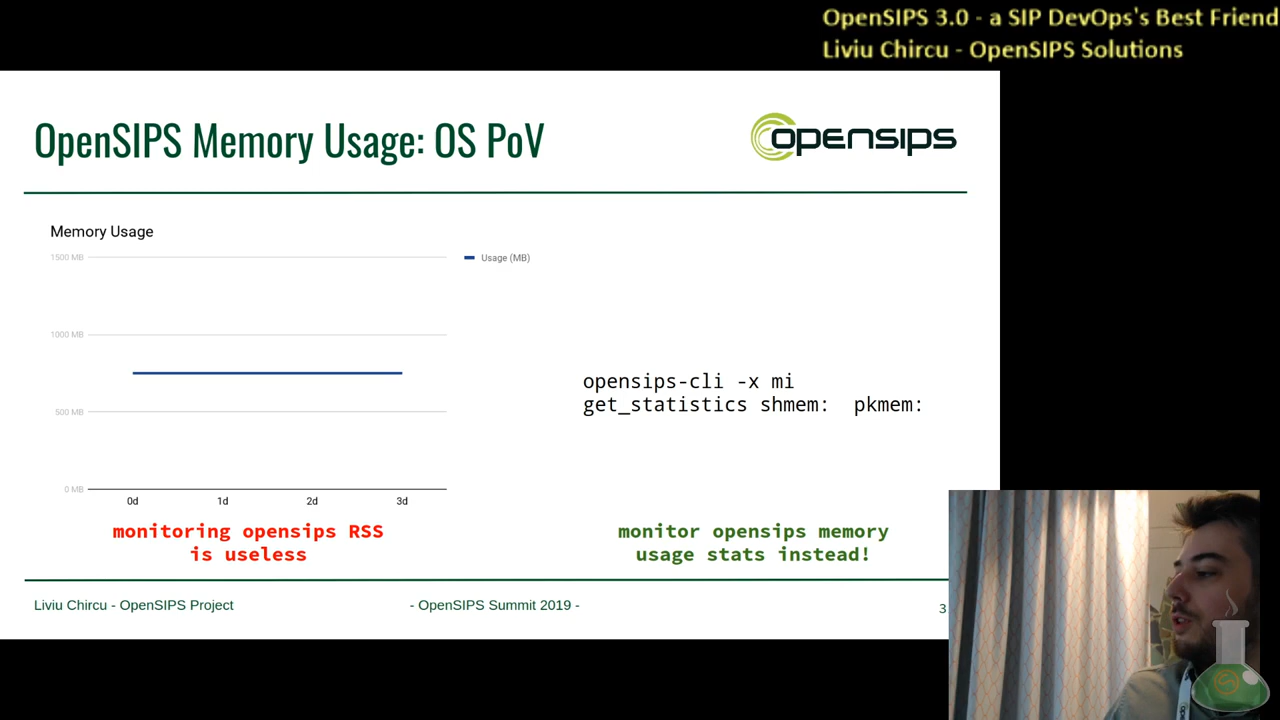 OpenSIPS 3.0 - a SIP DevOps's Best Friend
Liviu Chircu - OpenSIPS Solutions
OpenSIPS Memory Usage: OS PoV
opensips
Memory Usage
1500 MB
Usage (MB)
1000 MB
500 MB
0 MB
0d 1d 2d 3d
opensips-cli -x mi
get_statistics shmem: pkmem:
monitoring opensips RSS
is useless
monitor opensips memory
usage stats instead!
Liviu Chircu - OpenSIPS Project
- OpenSIPS Summit 2019 -
3